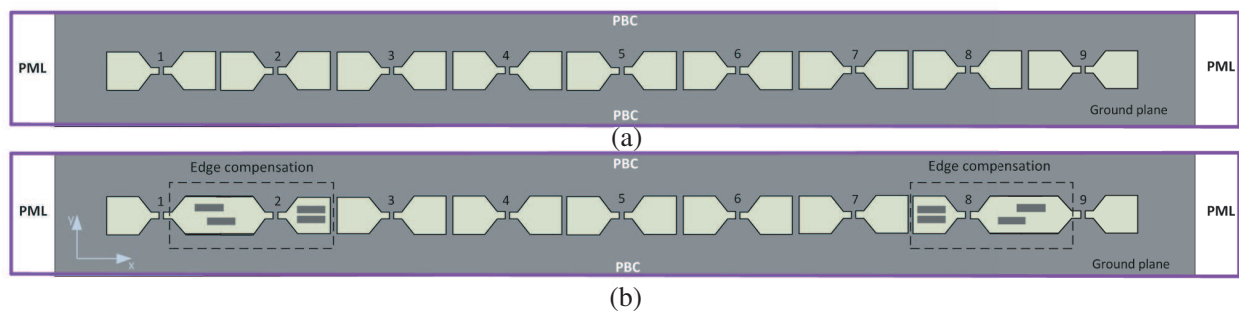 PBC
1 2 3 4 5 6 7 8 9
PML PML
Ground plane
PBC
(a)
Edge compensation PBC Edge compensation
1 2 3 4 5 6 7 8 9
PML PML
y
x
Ground plane
PBC
(b)